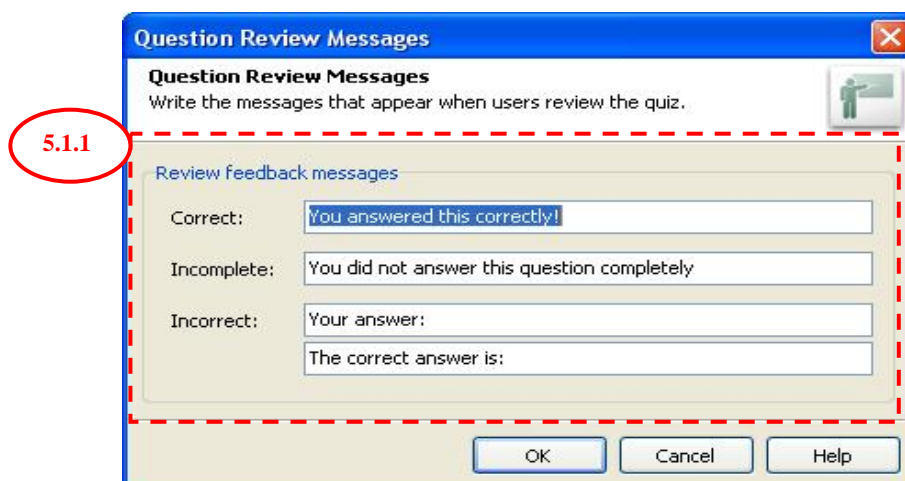 Question Review Messages
Question Review Messages
Write the messages that appear when users review the quiz.
5.1.1
Review feedback messages
Correct: You answered this correctly!
Incomplete: You did not answer this question completely
Incorrect: Your answer:
The correct answer is:
OK Cancel Help